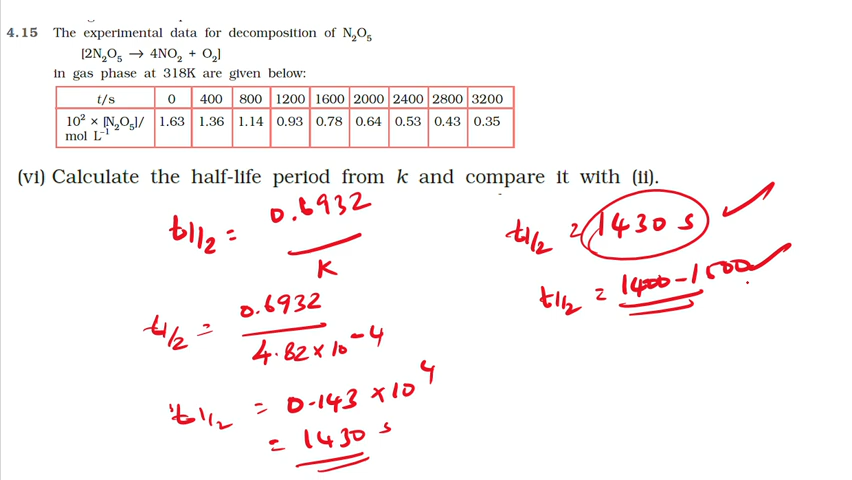 4.15 The experimental data for decomposition of N₂O₅
[2N₂O₅ → 4NO₂ + O₂]
in gas phase at 318K are given below:
t/s 0 400 800 1200 1600 2000 2400 2800 3200
10² × [N₂O₅]/ mol L⁻¹ 1.63 1.36 1.14 0.93 0.78 0.64 0.53 0.43 0.35
(vi) Calculate the half-life period from k and compare it with (ii).
t1/2 = 0.6932 / K
t1/2 = 0.6932 / 4.82 × 10⁻⁴
t1/2 = 0.143 × 10⁴
= 1430 s
t1/2 = 1430 s
t1/2 = 1400 - 1500